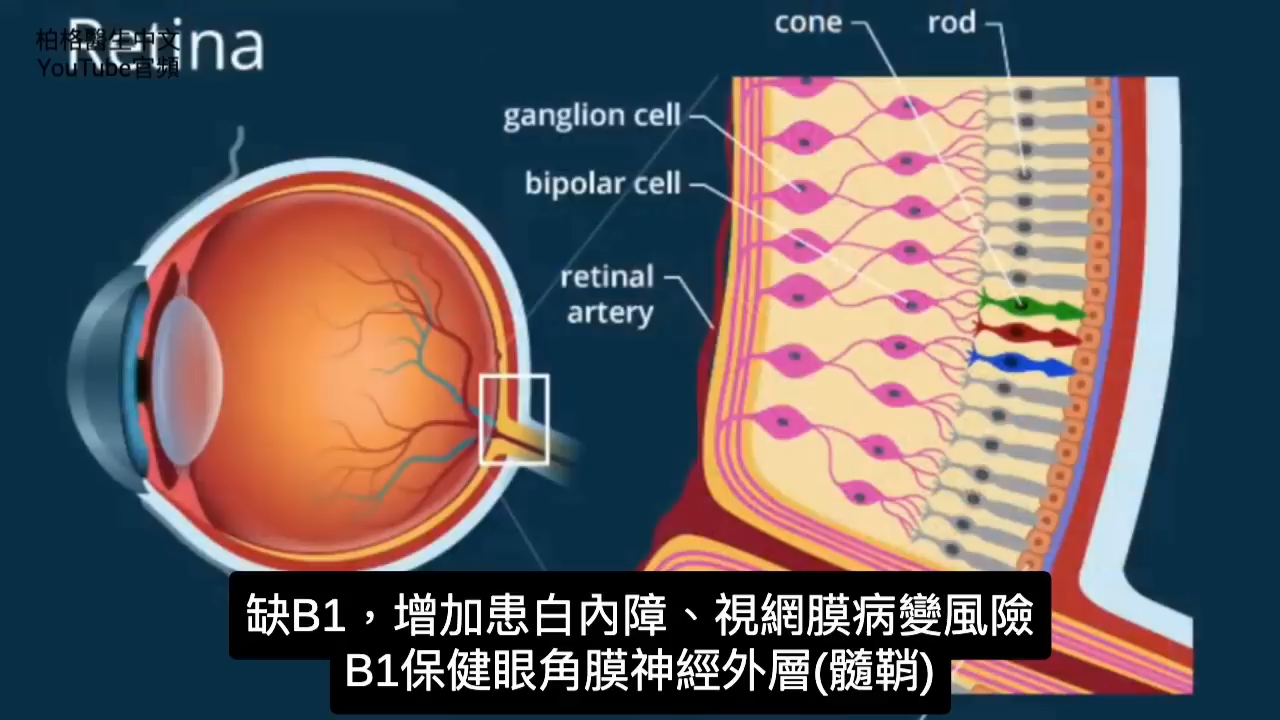 Retina
柏格醫生中文
YouTube官頻
cone
rod
ganglion cell
bipolar cell
retinal
artery
缺B1，增加患白內障、視網膜病變風險
B1保健眼角膜神經外層(髓鞘)